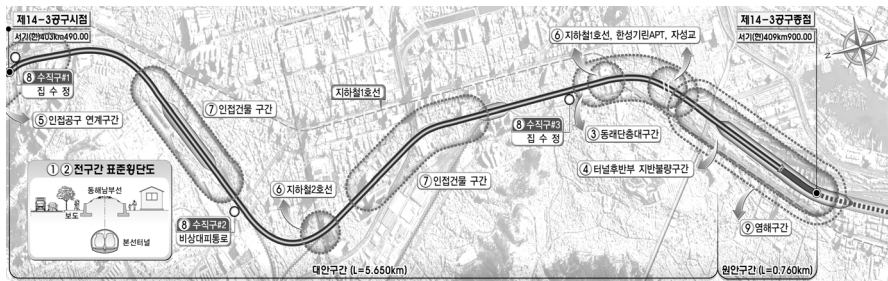 제14-3공구시점
서기(현)403km490.00
⑧ 수직구#1
집 수 정
⑤ 인접공구 연계구간
⑦ 인접건물 구간
지하철1호선
⑥ 지하철1호선, 한성기린APT, 자성교
제14-3공구종점
서기(현)409km900.00
N
⑧ 수직구#3
집 수 정
③ 동래단층대구간
④ 터널후반부 지반불량구간
① ② 전구간 표준횡단도
동해남부선
보도
본선터널
⑥ 지하철2호선
⑦ 인접건물 구간
⑧ 수직구#2
비상대피통로
⑨ 염해구간
대안구간 (L=5.650km)
원안구간 (L=0.760km)